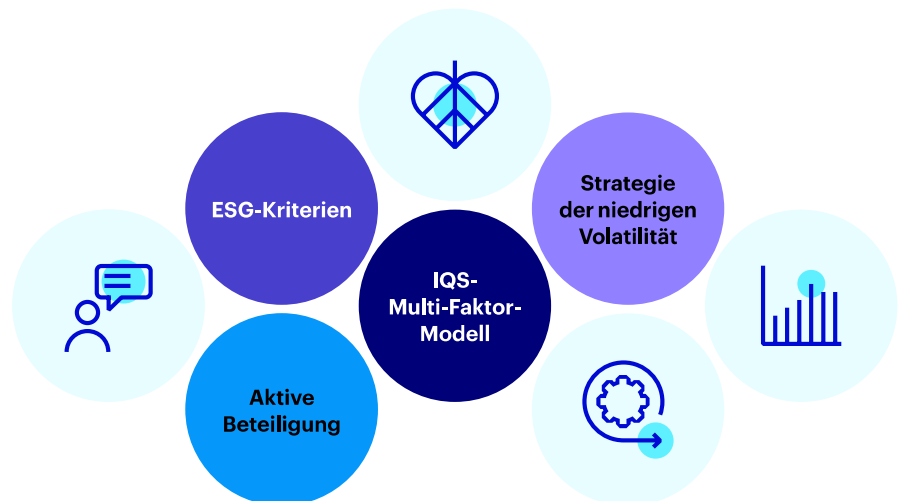 ESG-Kriterien
Strategie
der niedrigen
Volatilität
IQS-
Multi-Faktor-
Modell
Aktive
Beteiligung